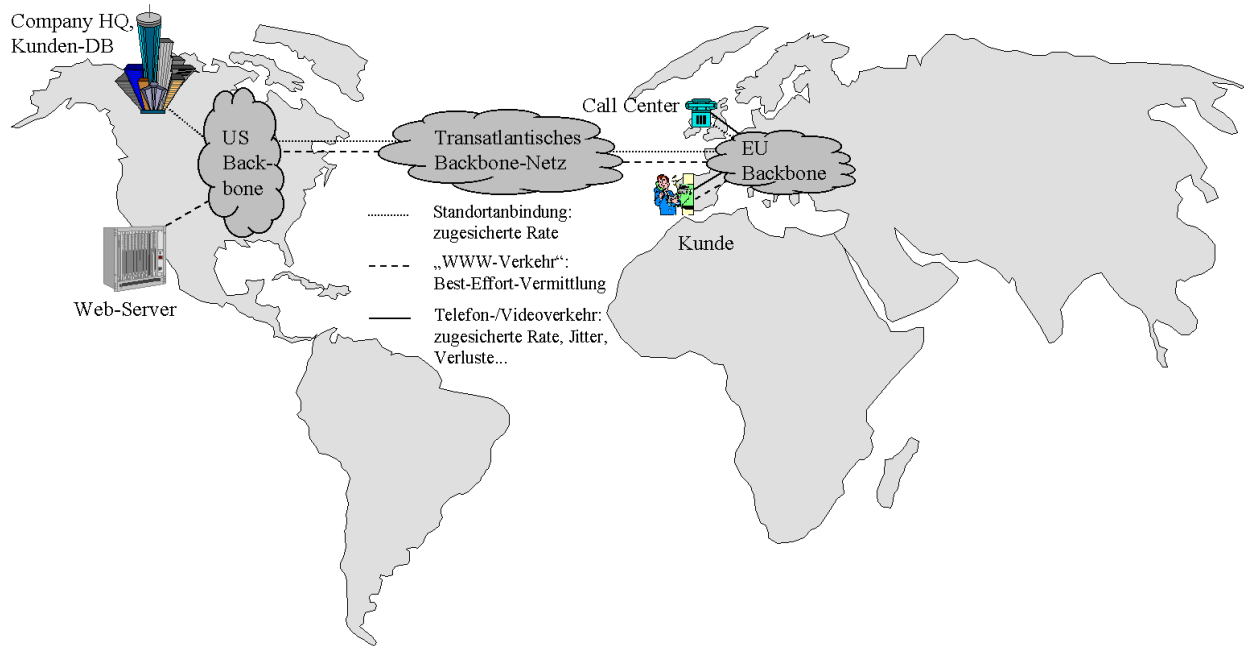 Company HQ,
Kunden-DB
Call Center
US
Back-
bone
Transatlantisches
Backbone-Netz
EU
Backbone
Kunde
Web-Server
Standortanbindung:
zugesicherte Rate
„WWW-Verkehr“:
Best-Effort-Vermittlung
Telefon-/Videoverkehr:
zugesicherte Rate, Jitter,
Verluste...